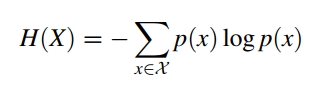 H(X) = − ∑_{x∈𝒳} p(x) log p(x)